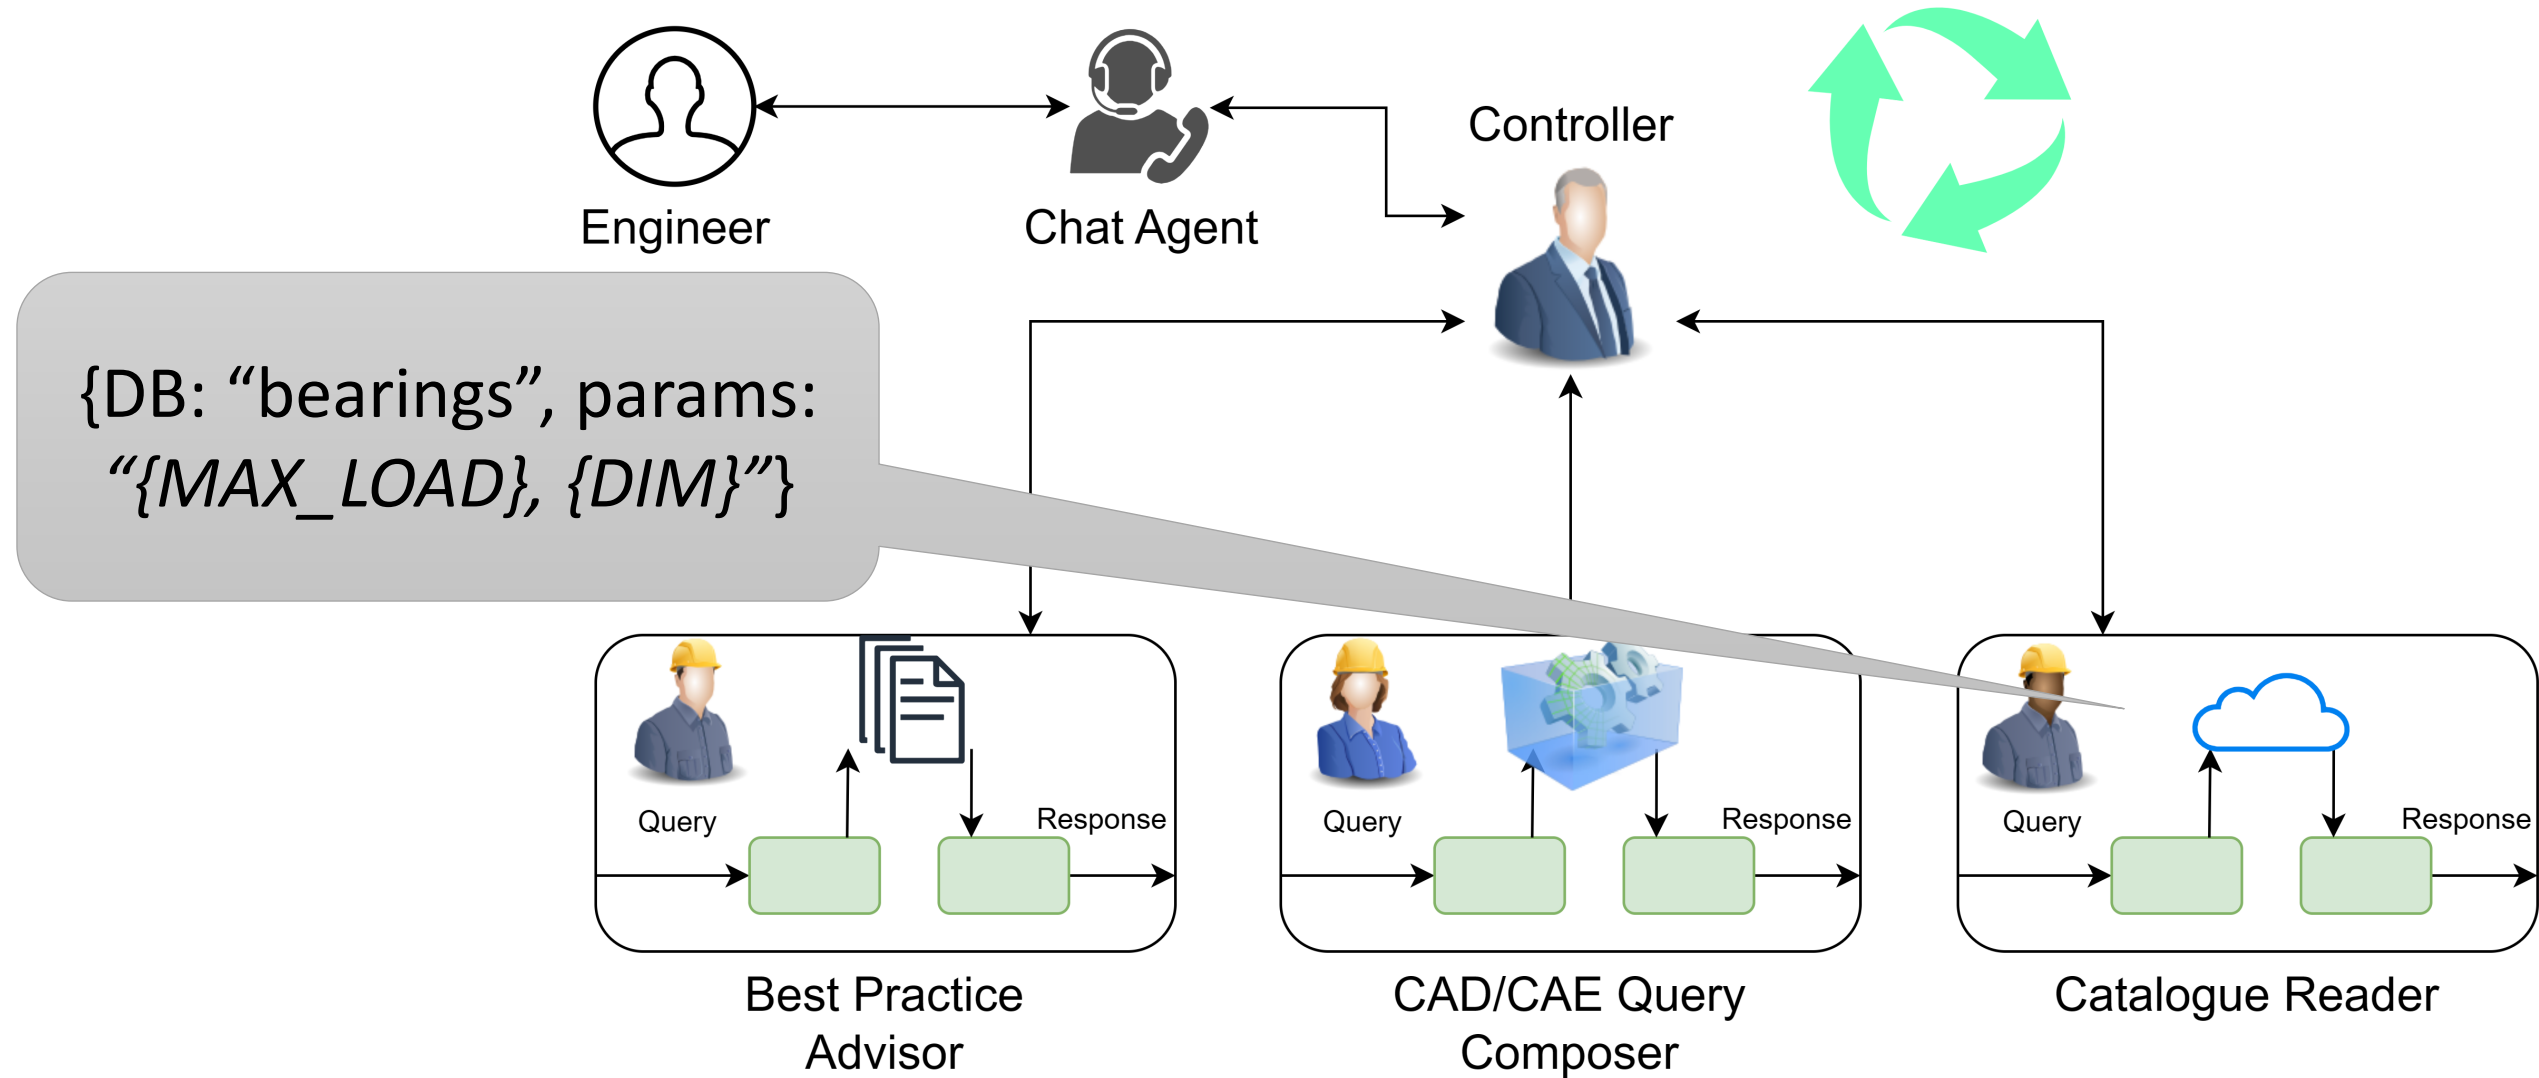 Controller
Engineer
Chat Agent
{DB: “bearings”, params:
“{MAX_LOAD}, {DIM}”}
Query
Response
Query
Response
Query
Response
Best Practice
Advisor
CAD/CAE Query
Composer
Catalogue Reader